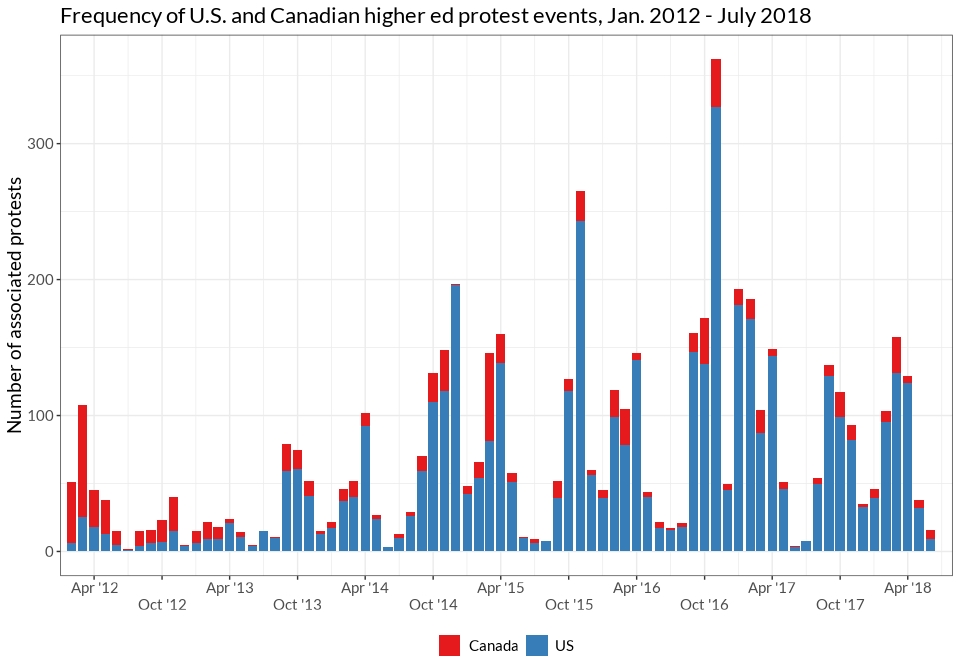 Frequency of U.S. and Canadian higher ed protest events, Jan. 2012 - July 2018
Number of associated protests
300
200
100
0
Apr '12
Oct '12
Apr '13
Oct '13
Apr '14
Oct '14
Apr '15
Oct '15
Apr '16
Oct '16
Apr '17
Oct '17
Apr '18
Canada US